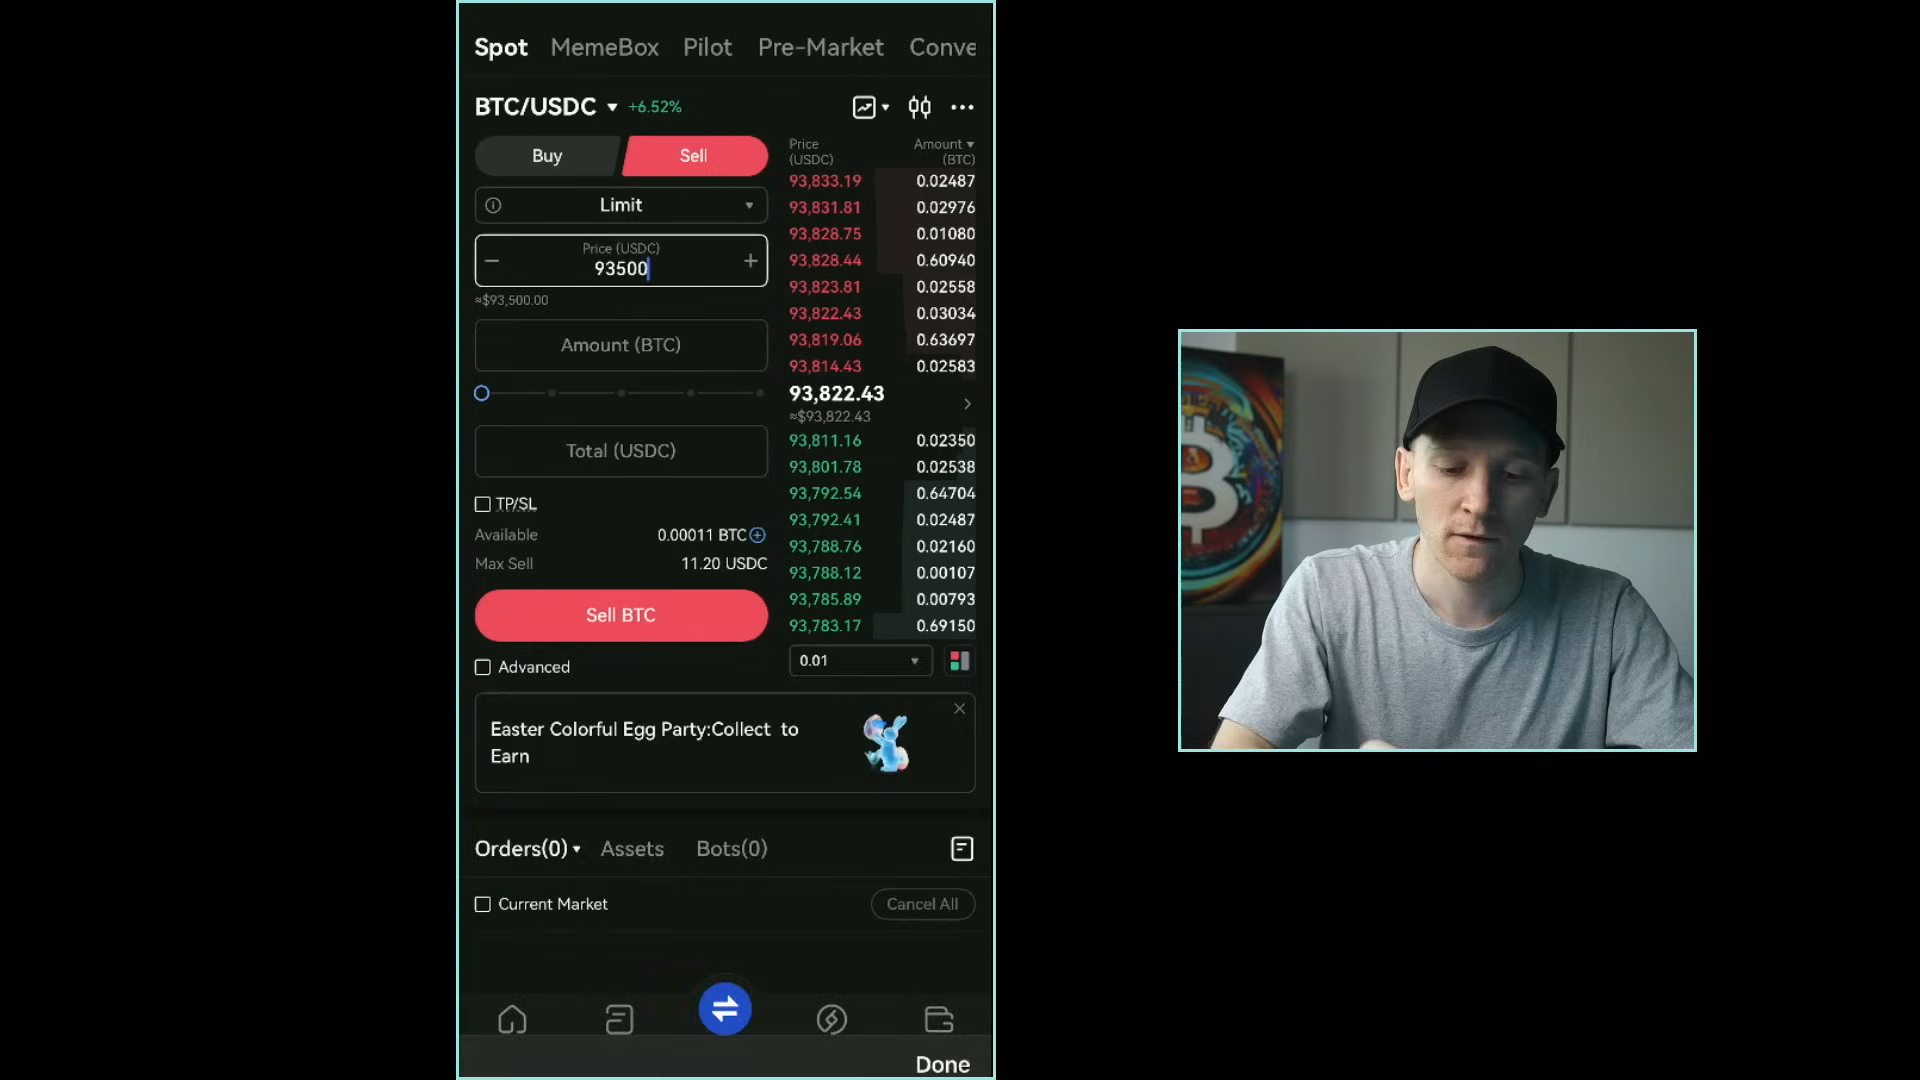 Spot MemeBox Pilot Pre-Market Conve
BTC/USDC +6.52%
Buy Sell
Limit
Price (USDC)
93500
≈$93,500.00
Amount (BTC)
Total (USDC)
TP/SL
Available 0.00011 BTC
Max Sell 11.20 USDC
Sell BTC
Advanced
Price (USDC) Amount (BTC)
93,833.19 0.02487
93,831.81 0.02976
93,828.75 0.01080
93,828.44 0.60940
93,823.81 0.02558
93,822.43 0.03034
93,819.06 0.63697
93,814.43 0.02583
93,822.43
≈$93,822.43
93,811.16 0.02350
93,801.78 0.02538
93,792.54 0.64704
93,792.41 0.02487
93,788.76 0.02160
93,788.12 0.00107
93,785.89 0.00793
93,783.17 0.69150
0.01
Easter Colorful Egg Party:Collect to
Earn
Orders(0) Assets Bots(0)
Current Market Cancel All
Done